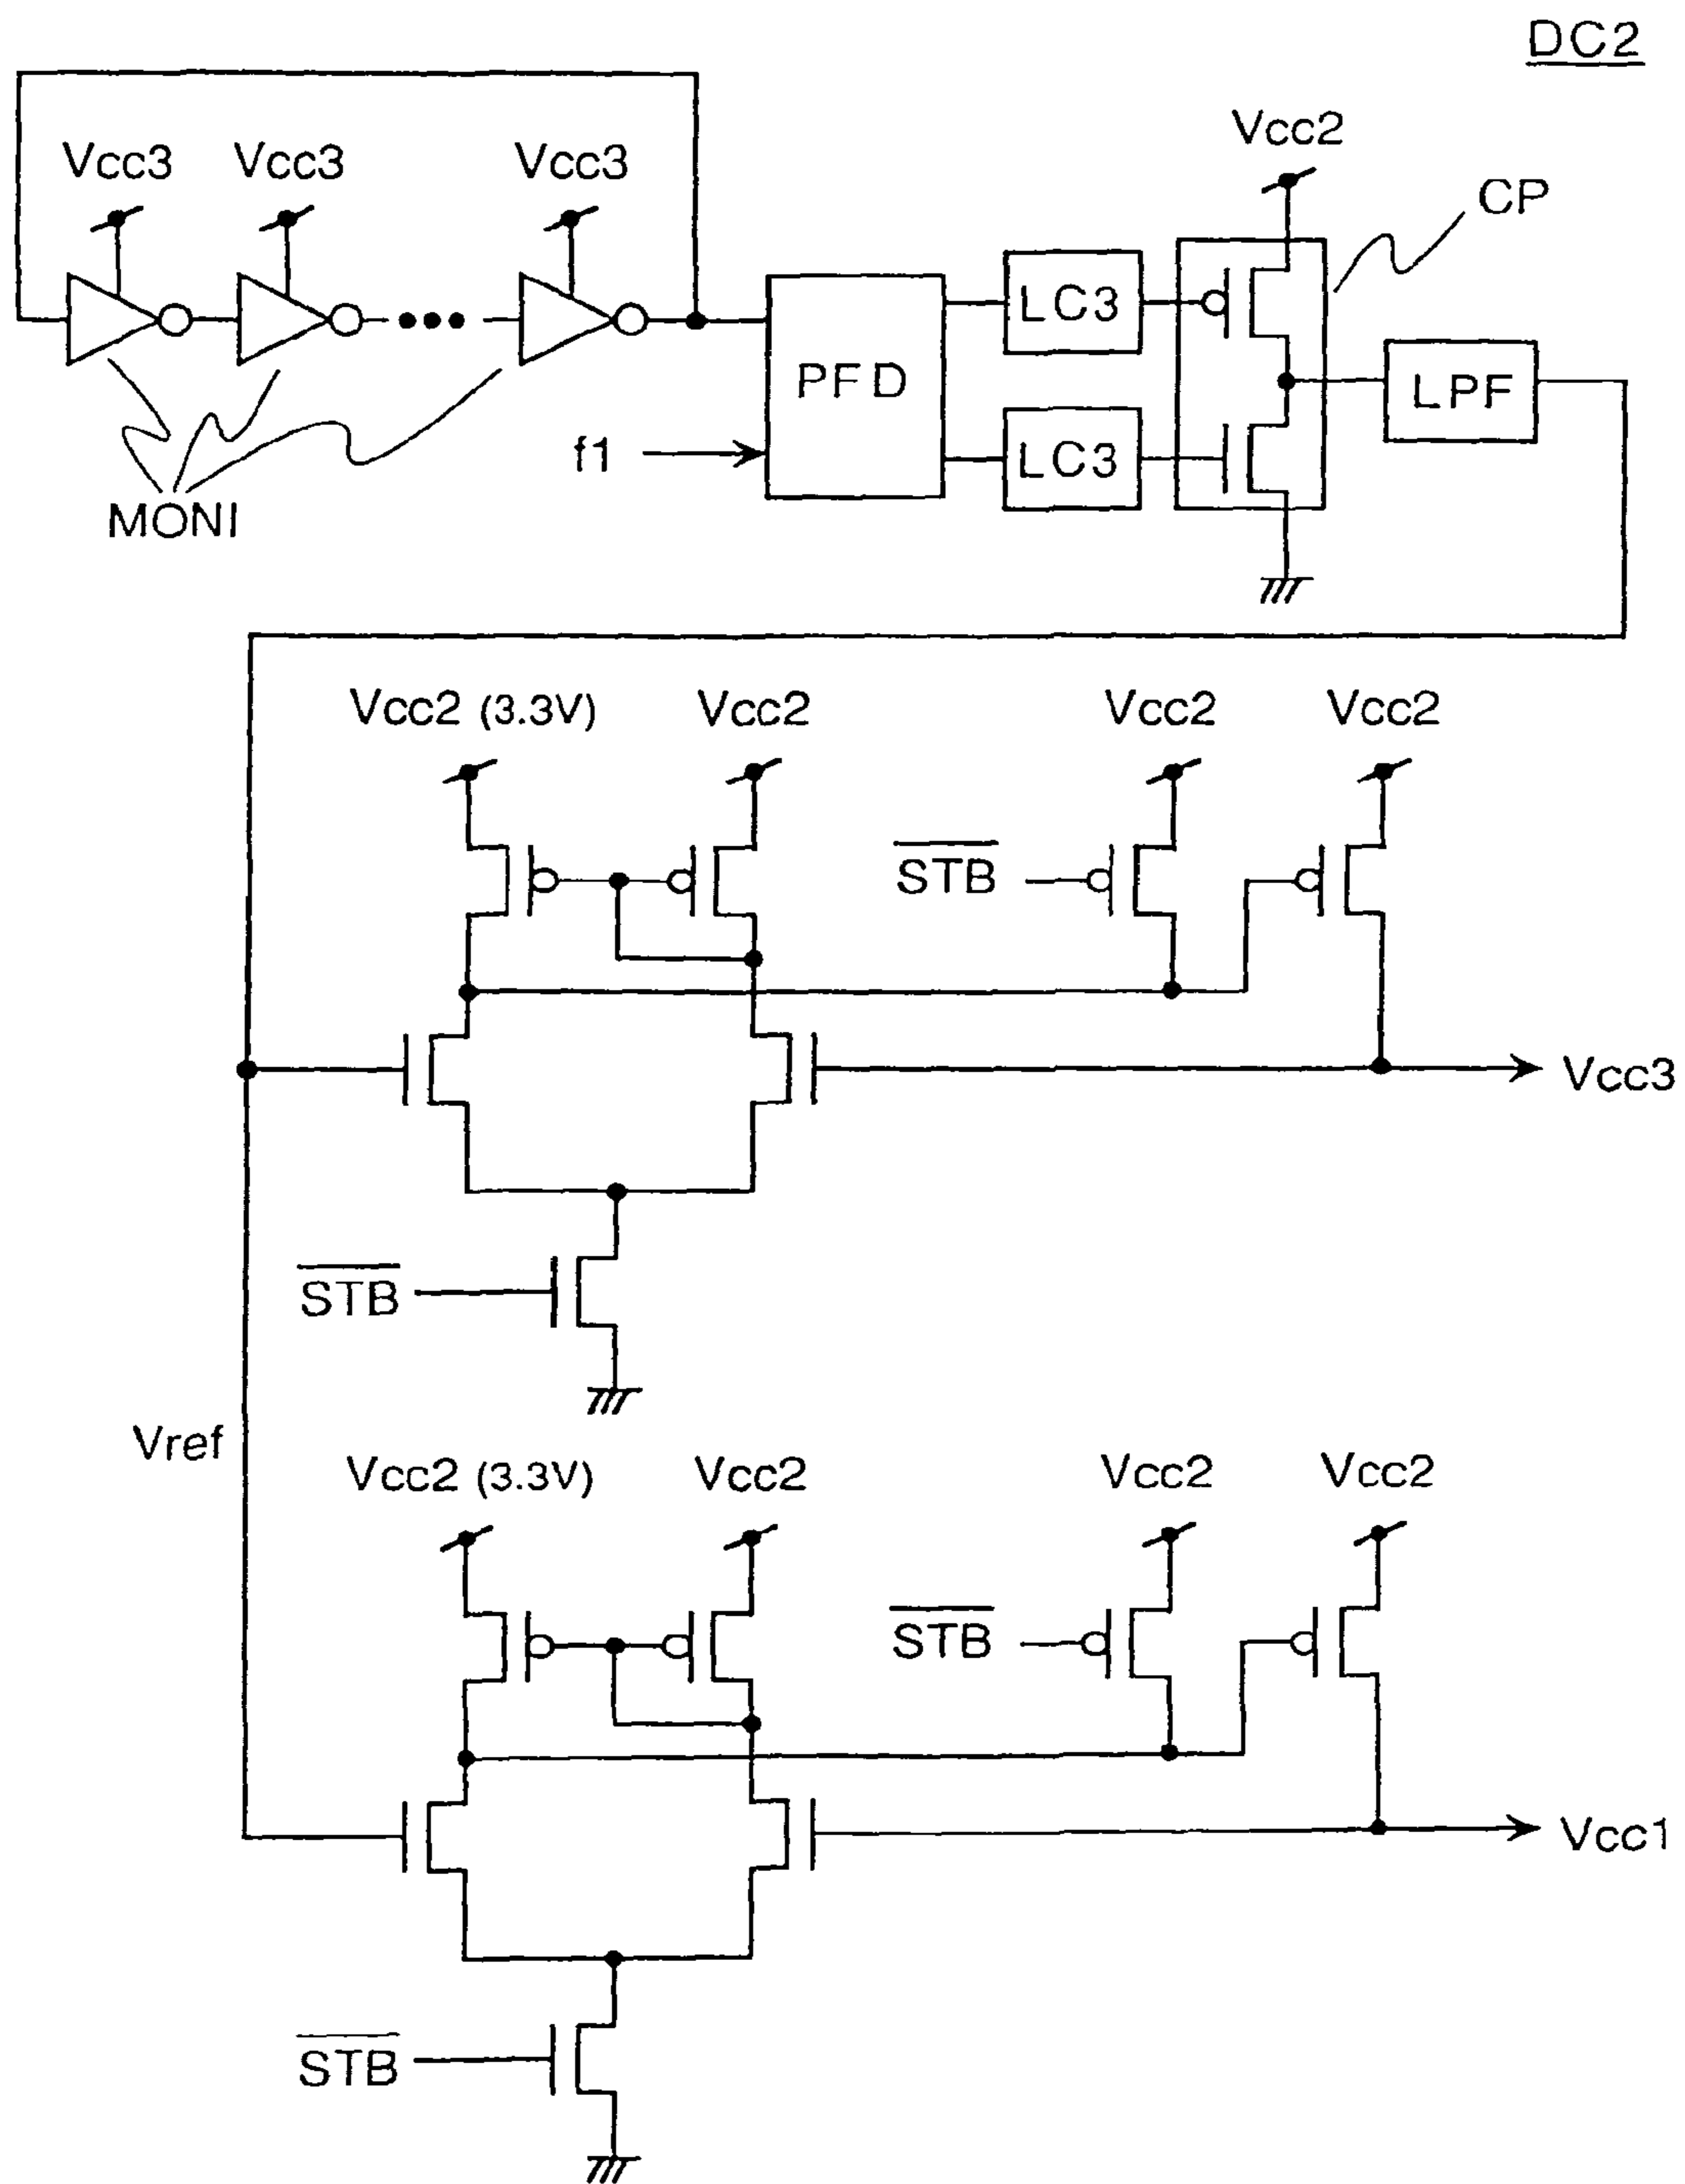 DC2
Vcc2
Vcc3 Vcc3 Vcc3
CP
LC3
PFD
LPF
f1
LC3
MONI
Vcc2 (3.3V) Vcc2 Vcc2 Vcc2
STB
Vcc3
STB
Vref
Vcc2 (3.3V) Vcc2 Vcc2 Vcc2
STB
Vcc1
STB